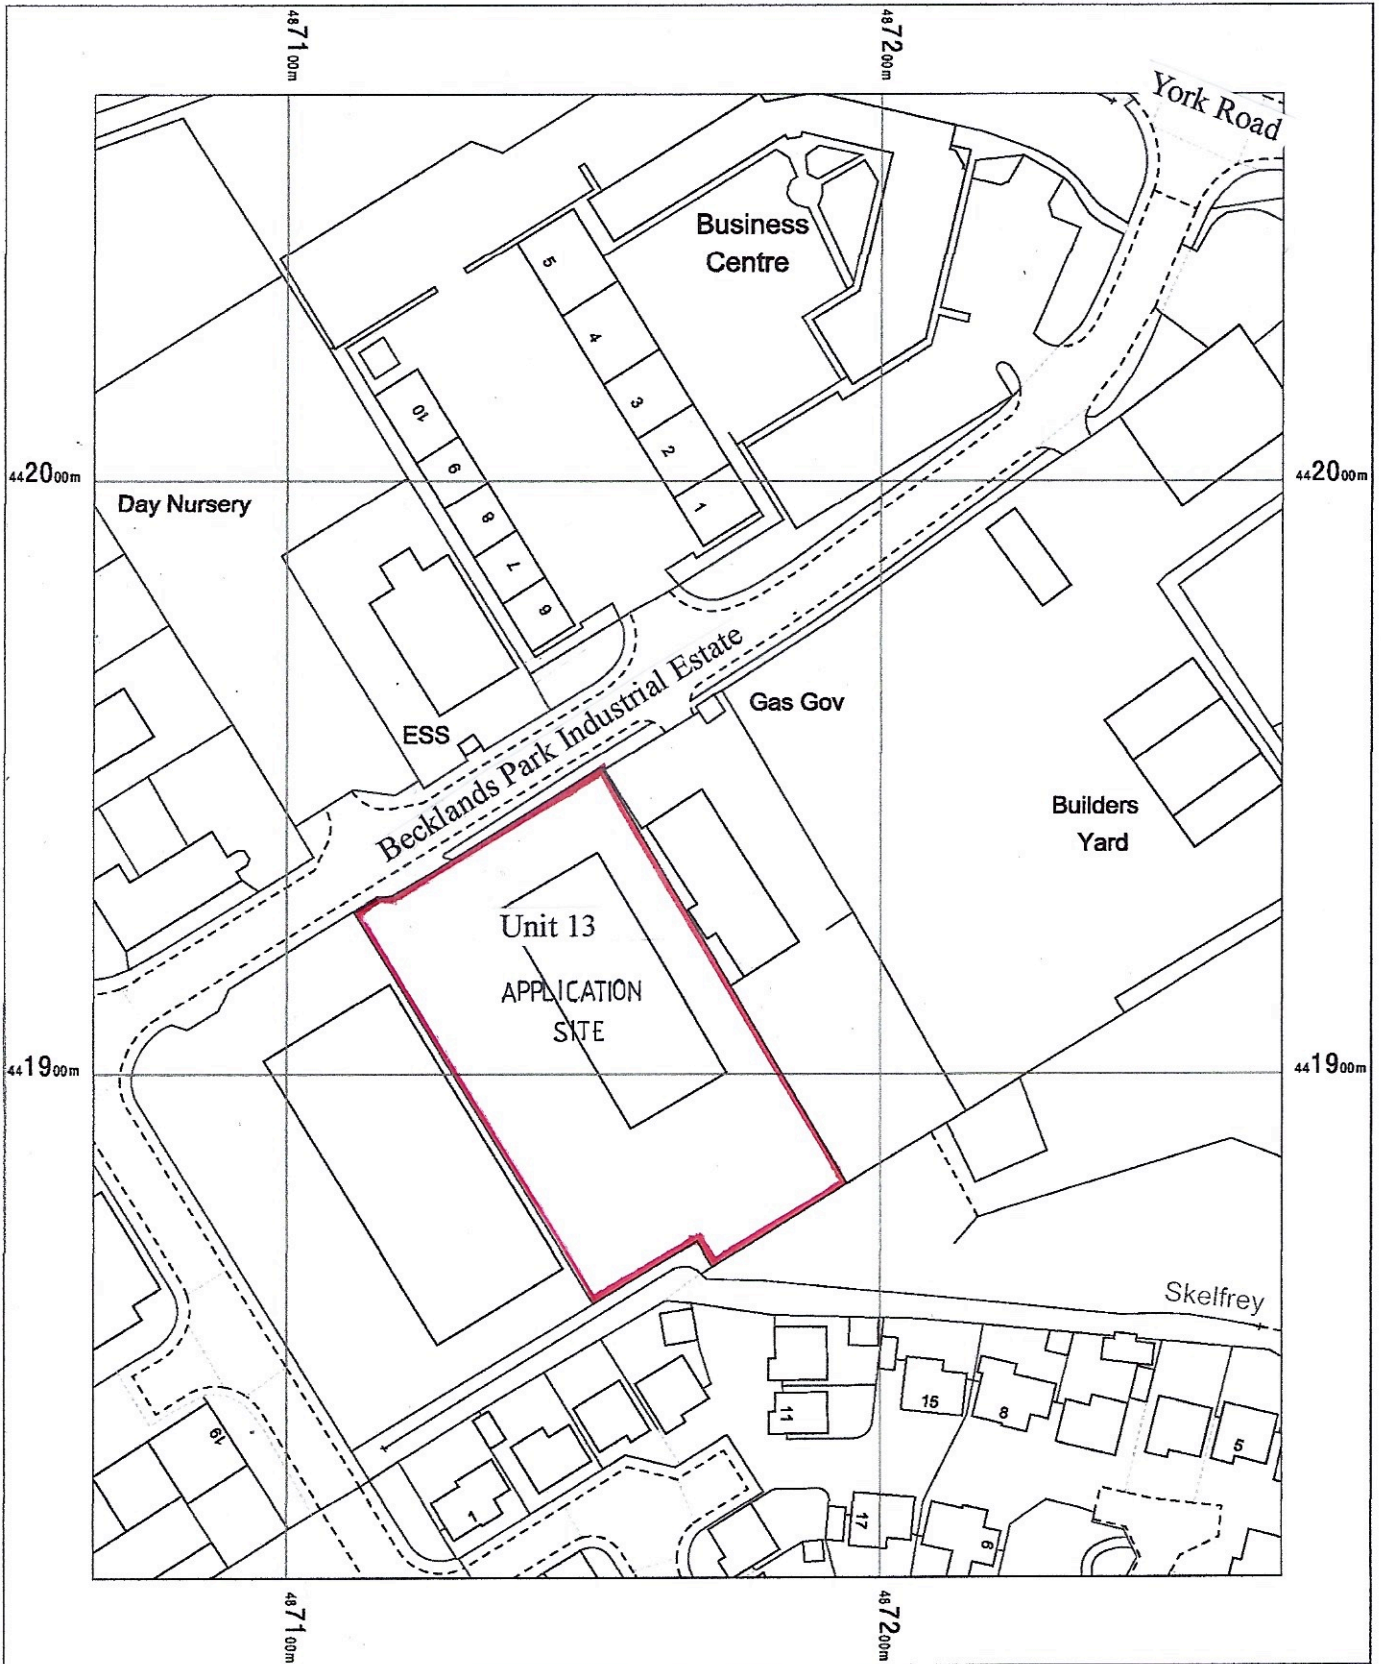 487100m
487200m
York Road
Business
Centre
5
4
3
2
1
10
9
8
7
6
442000m
442000m
Day Nursery
ESS
Becklands Park Industrial Estate
Gas Gov
Builders
Yard
Unit 13
APPLICATION
SITE
441900m
441900m
Skelfrey
11
15
8
5
19
1
17
9
487100m
487200m